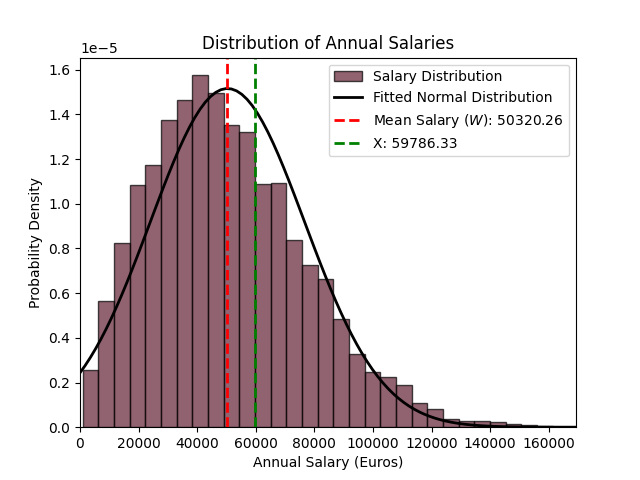 Distribution of Annual Salaries
1e−5
1.6
1.4
1.2
1.0
0.8
0.6
0.4
0.2
0.0
Probability Density
Salary Distribution
Fitted Normal Distribution
Mean Salary (W): 50320.26
X: 59786.33
0 20000 40000 60000 80000 100000 120000 140000 160000
Annual Salary (Euros)